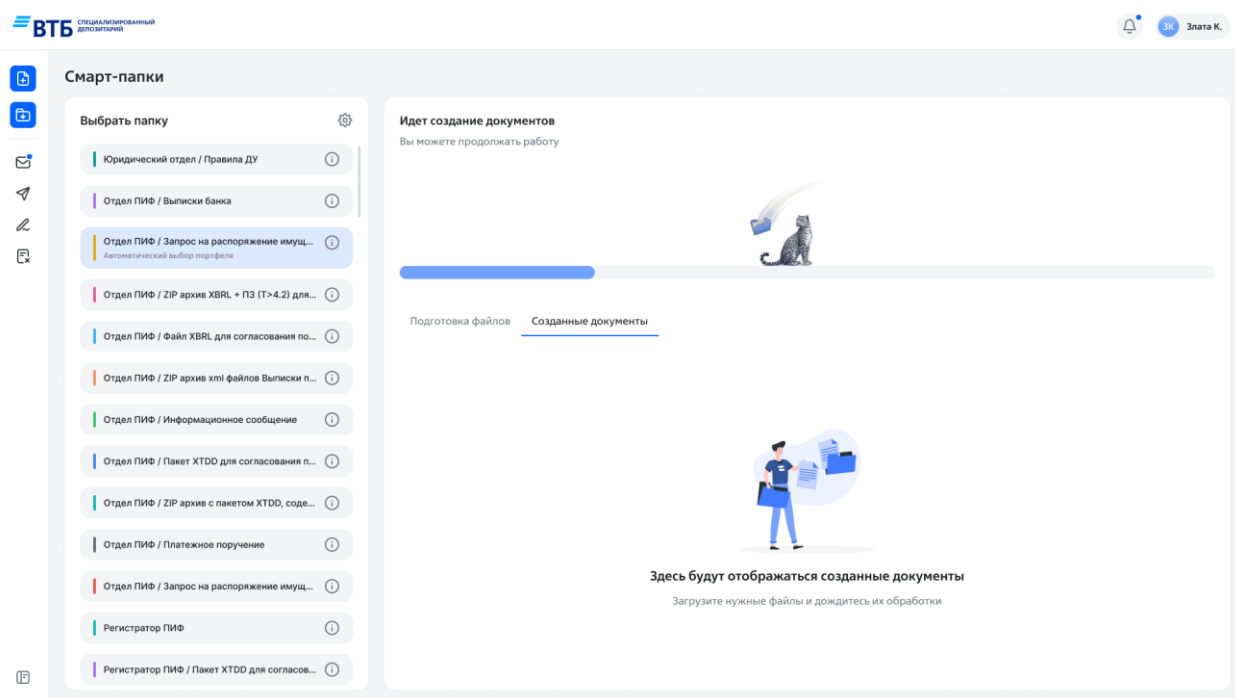 ВТБ СПЕЦИАЛИЗИРОВАННЫЙ
ДЕПОЗИТАРИЙ
ЗК Злата К.
Смарт-папки
Выбрать папку
Юридический отдел / Правила ДУ
Отдел ПИФ / Выписки банка
Отдел ПИФ / Запрос на распоряжение имущ...
Автоматический выбор портфеля
Отдел ПИФ / ZIP архив XBRL + ПЗ (Т>4.2) для...
Отдел ПИФ / Файл XBRL для согласования по...
Отдел ПИФ / ZIP архив xml файлов Выписки п...
Отдел ПИФ / Информационное сообщение
Отдел ПИФ / Пакет XTDD для согласования п...
Отдел ПИФ / ZIP архив с пакетом XTDD, соде...
Отдел ПИФ / Платежное поручение
Отдел ПИФ / Запрос на распоряжение имущ...
Регистратор ПИФ
Регистратор ПИФ / Пакет XTDD для согласов...
Идет создание документов
Вы можете продолжать работу
Подготовка файлов Созданные документы
Здесь будут отображаться созданные документы
Загрузите нужные файлы и дождитесь их обработки